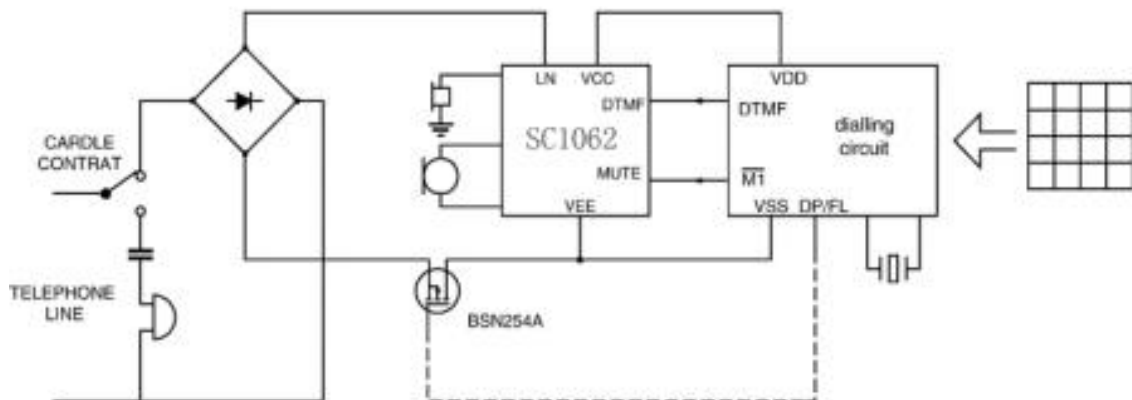 LN VCC
VDD
DTMF
DTMF
SC1062
dialling
circuit
CARDLE
CONTRAT
MUTE
M1
VEE
VSS DP/FL
TELEPHONE
LINE
BSN254A